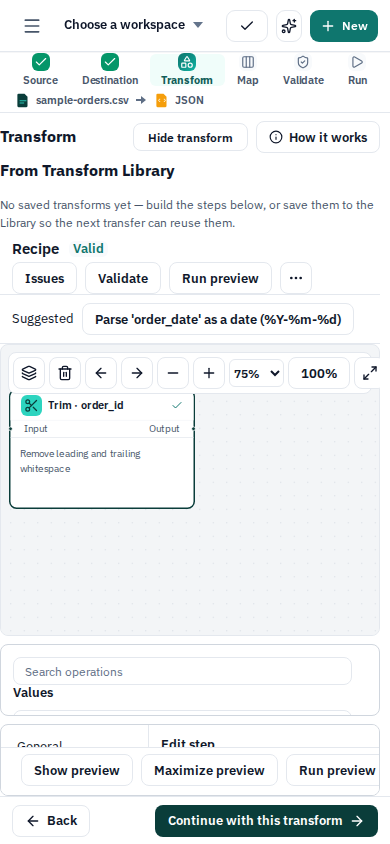 Choose a workspace
New
Source
Destination
Transform
Map
Validate
Run
sample-orders.csv
JSON
Transform
Hide transform
How it works
From Transform Library
No saved transforms yet — build the steps below, or save them to the
Library so the next transfer can reuse them.
Recipe Valid
Issues
Validate
Run preview
Suggested
Parse 'order_date' as a date (%Y-%m-%d)
75%
100%
Trim · order_id
Input
Output
Remove leading and trailing
whitespace
Search operations
Values
General
Edit step
Show preview
Maximize preview
Run preview
Back
Continue with this transform